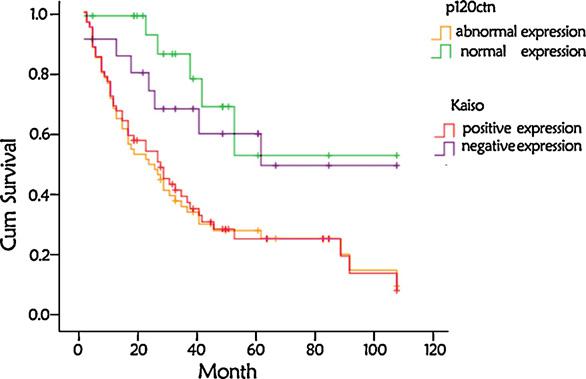 p120ctn
abnormal expression
normal expression
Kaiso
positive expression
negative expression
Cum Survival
1.0
0.8
0.6
0.4
0.2
0.0
0 20 40 60 80 100 120
Month